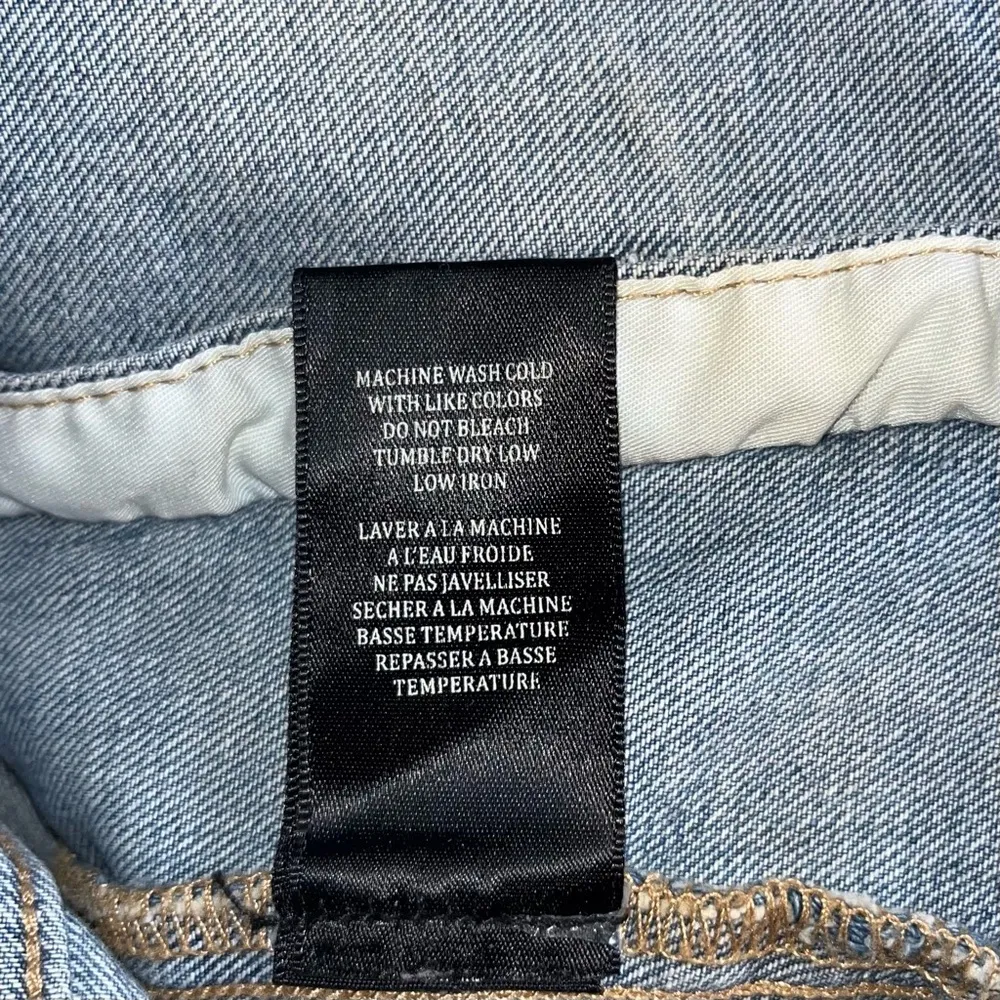 MACHINE WASH COLD
WITH LIKE COLORS
DO NOT BLEACH
TUMBLE DRY LOW
LOW IRON
LAVER A LA MACHINE
A L'EAU FROIDE
NE PAS JAVELLISER
SECHER A LA MACHINE
BASSE TEMPERATURE
REPASSER A BASSE
TEMPERATURE